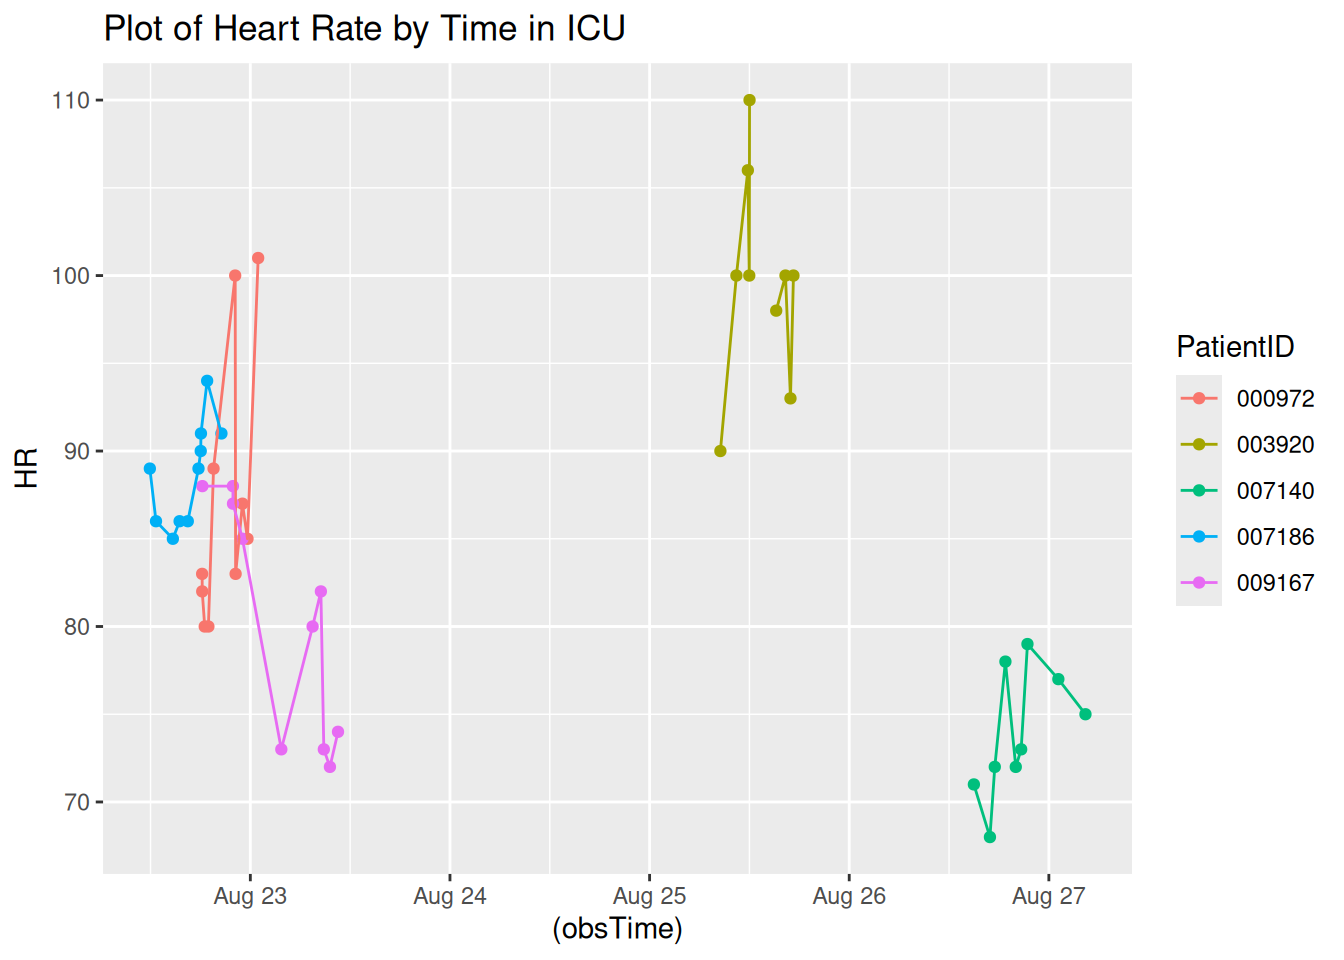 Plot of Heart Rate by Time in ICU
110
100
90
80
70
HR
Aug 23
Aug 24
Aug 25
Aug 26
Aug 27
(obsTime)
PatientID
000972
003920
007140
007186
009167